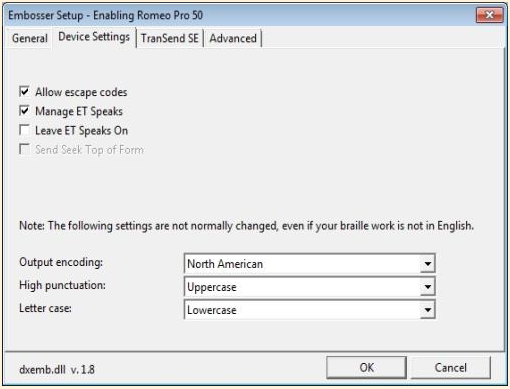 Embosser Setup - Enabling Romeo Pro 50
General Device Settings TranSend SE Advanced
Allow escape codes
Manage ET Speaks
Leave ET Speaks On
Send Seek Top of Form
Note: The following settings are not normally changed, even if your braille work is not in English.
Output encoding: North American
High punctuation: Uppercase
Letter case: Lowercase
dxemb.dll v. 1.8 OK Cancel